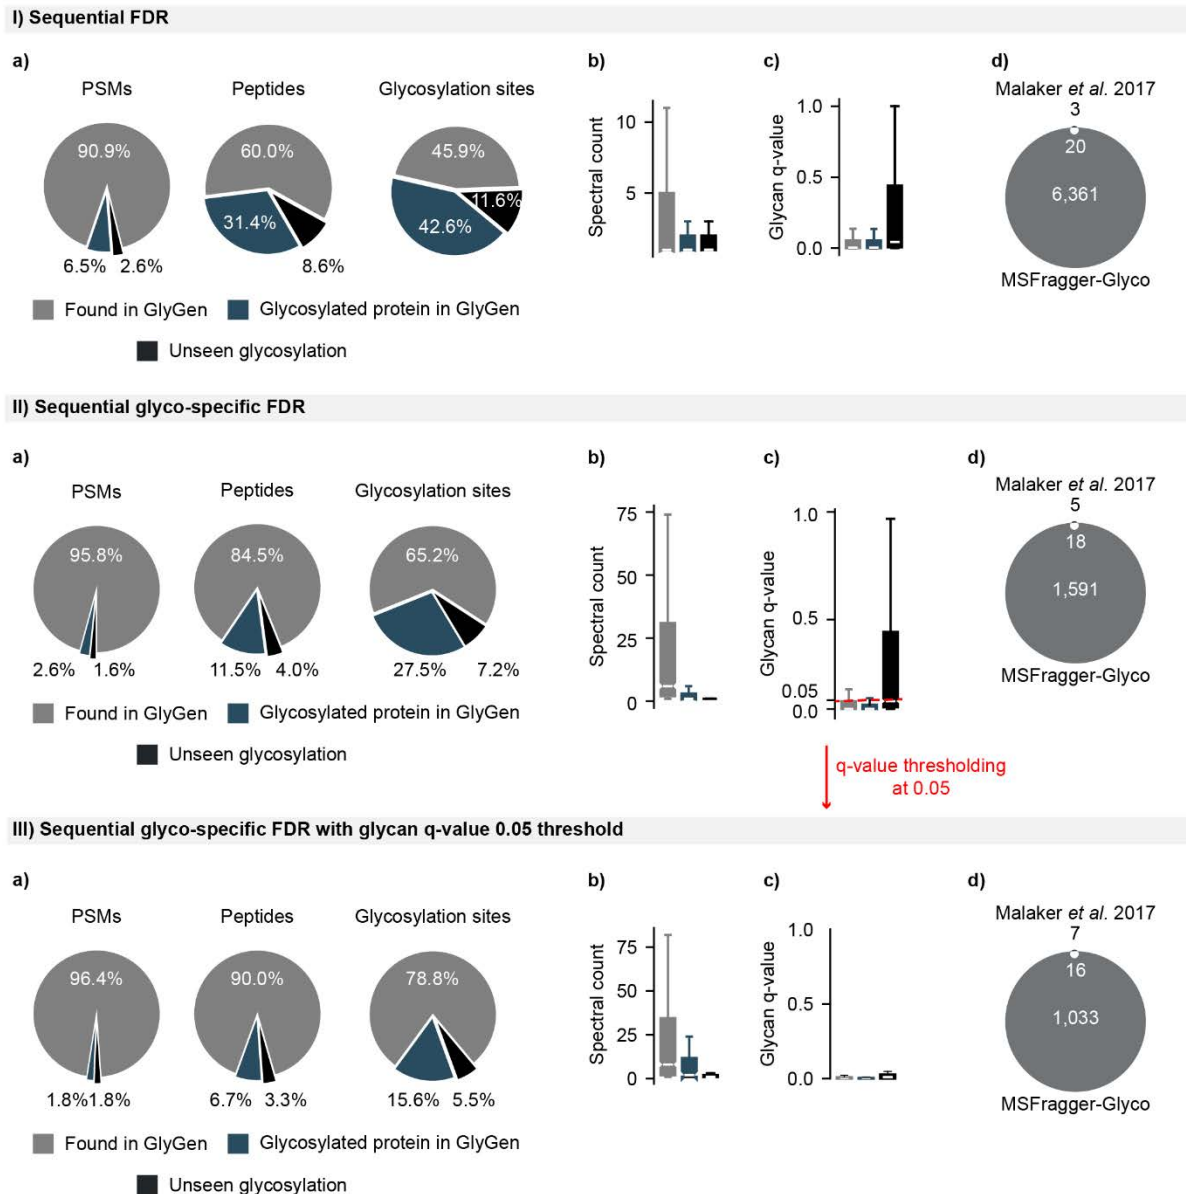 I) Sequential FDR
a)
PSMs
Peptides
Glycosylation sites
90.9%
6.5%
2.6%
60.0%
31.4%
8.6%
45.9%
42.6%
11.6%
Found in GlyGen
Glycosylated protein in GlyGen
Unseen glycosylation
b)
Spectral count
10
5
c)
Glycan q-value
1.0
0.5
0.0
d)
Malaker et al. 2017
3
20
6,361
MSFragger-Glyco
II) Sequential glyco-specific FDR
a)
PSMs
Peptides
Glycosylation sites
95.8%
2.6%
1.6%
84.5%
11.5%
4.0%
65.2%
27.5%
7.2%
Found in GlyGen
Glycosylated protein in GlyGen
Unseen glycosylation
b)
Spectral count
75
50
25
0
c)
Glycan q-value
1.0
0.5
0.05
0.0
q-value thresholding
at 0.05
d)
Malaker et al. 2017
5
18
1,591
MSFragger-Glyco
III) Sequential glyco-specific FDR with glycan q-value 0.05 threshold
a)
PSMs
Peptides
Glycosylation sites
96.4%
1.8%
1.8%
90.0%
6.7%
3.3%
78.8%
15.6%
5.5%
Found in GlyGen
Glycosylated protein in GlyGen
Unseen glycosylation
b)
Spectral count
75
50
25
0
c)
Glycan q-value
1.0
0.5
0.0
d)
Malaker et al. 2017
7
16
1,033
MSFragger-Glyco